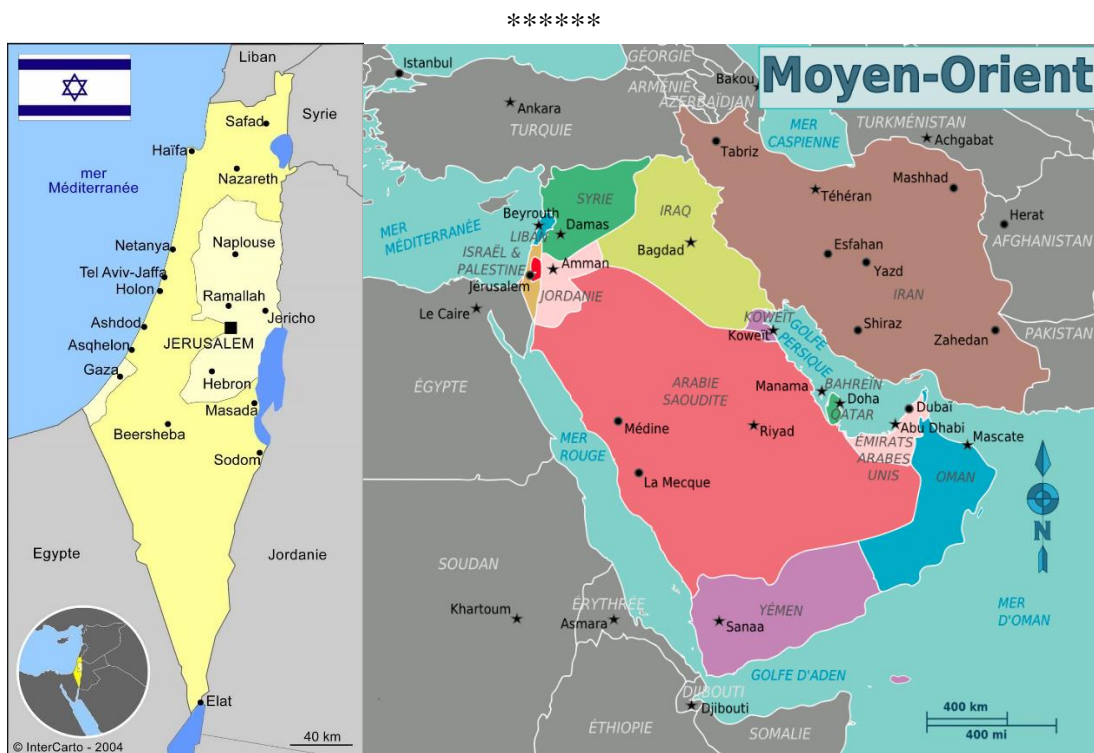 ******
Liban
Syrie
Safad
Haïfa
Nazareth
mer
Méditerranée
Netanya
Naplouse
Tel Aviv-Jaffa
Holon
Ramallah
Jericho
Ashdod
JERUSALEM
Asqhelon
Gaza
Hebron
Masada
Beersheba
Sodom
Egypte
Jordanie
Elat
© InterCarto - 2004
40 km
Moyen-Orient
GÉORGIE
Istanbul
Bakou
ARMÉNIE
AZERBAÏDJAN
Ankara
TURQUIE
MER
CASPIENNE
TURKMÉNISTAN
Achgabat
Tabriz
Téhéran
Mashhad
Herat
AFGHANISTAN
MER
MÉDITERRANÉE
SYRIE
Beyrouth
Damas
LIBAN
IRAQ
Bagdad
ISRAËL &
PALESTINE
Jérusalem
Amman
JORDANIE
Esfahan
Yazd
IRAN
Le Caire
KOWEÏT
Koweït
GOLFE
PERSIQUE
Shiraz
Zahedan
PAKISTAN
ÉGYPTE
ARABIE
SAOUDITE
Manama
BAHREÏN
Doha
QATAR
Dubaï
Abu Dhabi
ÉMIRATS
ARABES
UNIS
Mascate
Médine
Riyad
MER
ROUGE
La Mecque
OMAN
N
SOUDAN
Khartoum
ÉRYTHRÉE
Asmara
YÉMEN
Sanaa
MER
D'OMAN
GOLFE D'ADEN
DJIBOUTI
Djibouti
ÉTHIOPIE
SOMALIE
400 km
400 mi